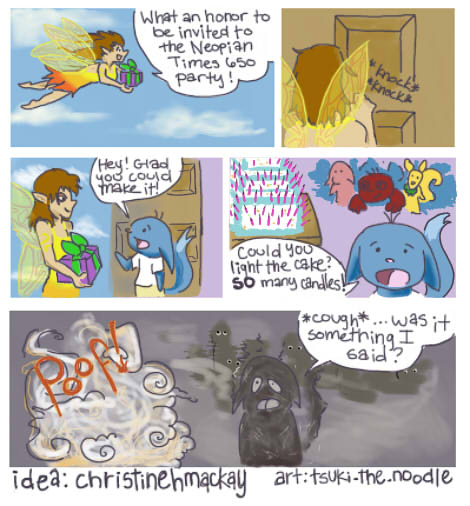 What an honor to
be invited to
the Neopian
Times 650
party!
*knock*
*knock*
Hey! Glad
you could
make it!
Could you
light the cake?
SO many candles!
POOF!
*cough* ...was it
something I
said?
idea: christinehmackay
art: tsuki-the-noodle